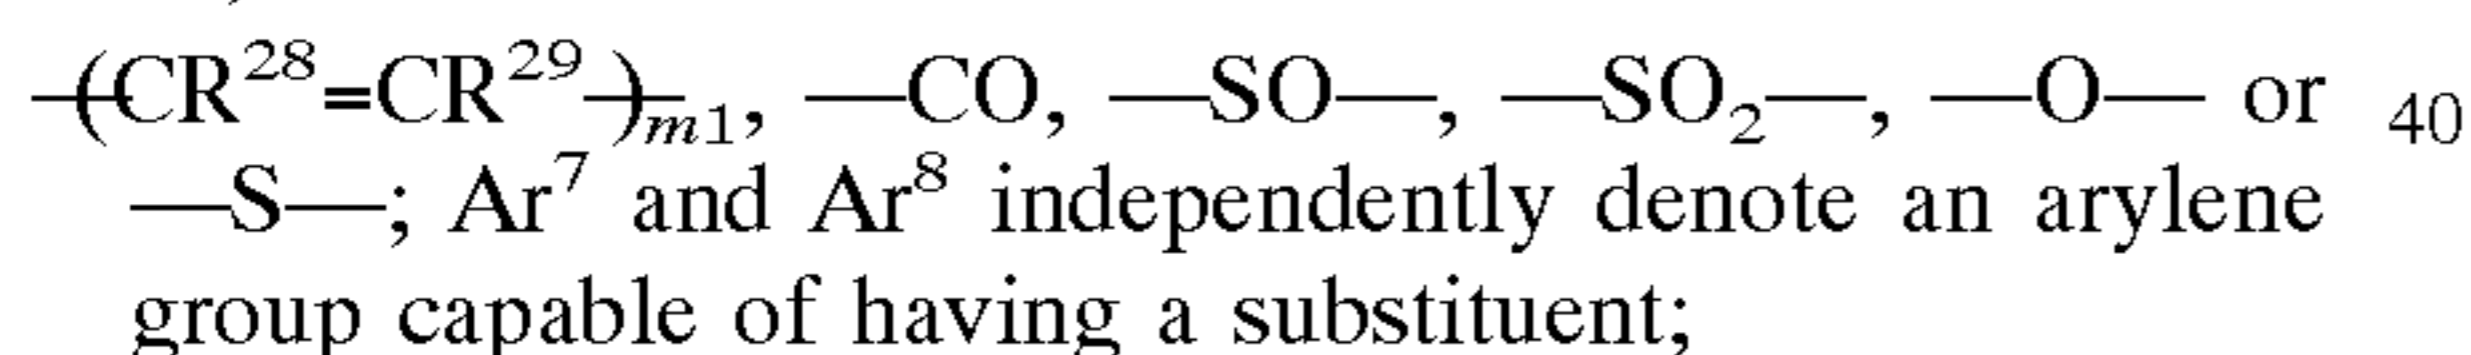 —(CR²⁸=CR²⁹—)ₘ₁, —CO, —SO—, —SO₂—, —O— or 40
—S—; Ar⁷ and Ar⁸ independently denote an arylene
group capable of having a substituent;